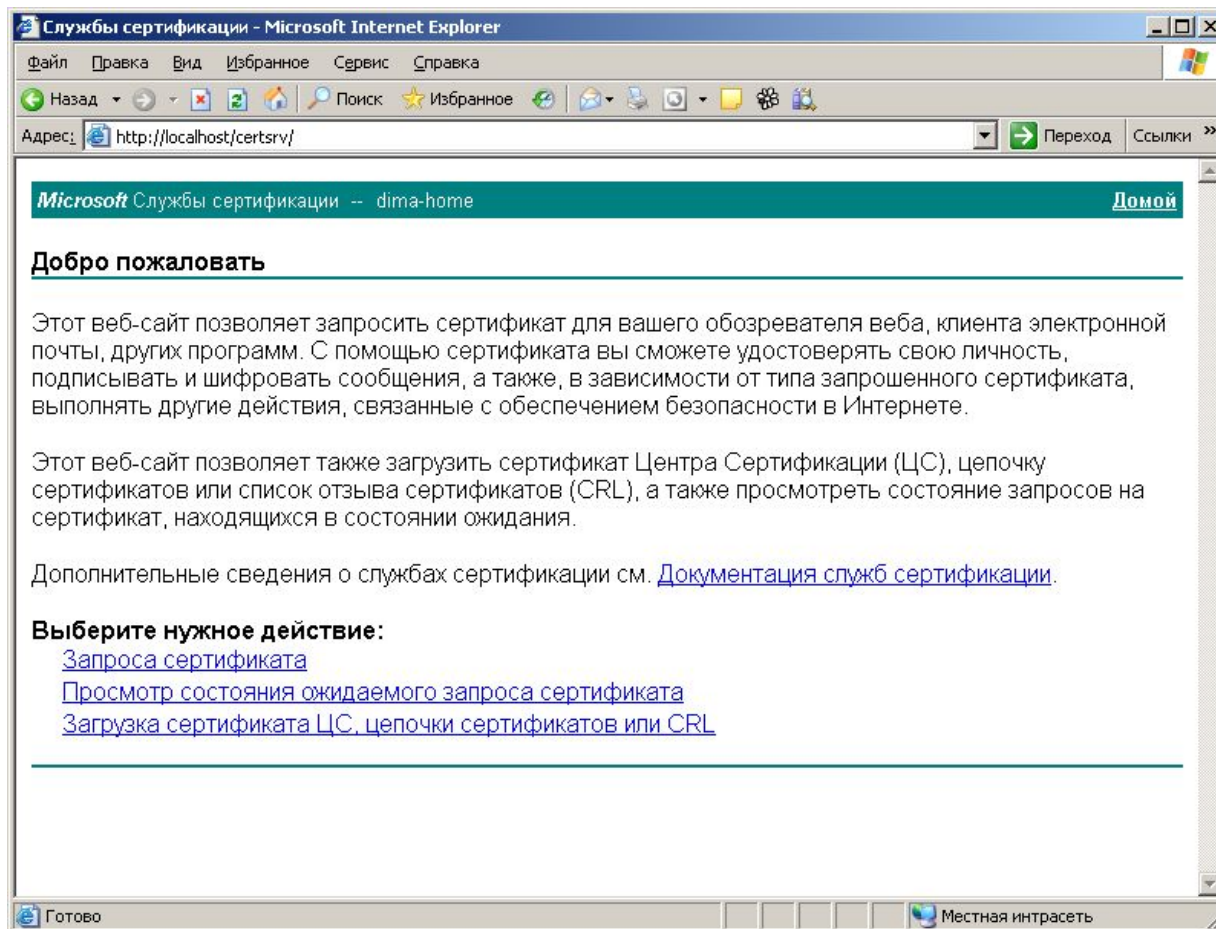 Службы сертификации - Microsoft Internet Explorer
Файл Правка Вид Избранное Сервис Справка
Назад Поиск Избранное
Адрес: http://localhost/certsrv/ Переход Ссылки »
Microsoft Службы сертификации -- dima-home Домой
Добро пожаловать
Этот веб-сайт позволяет запросить сертификат для вашего обозревателя веба, клиента электронной
почты, других программ. С помощью сертификата вы сможете удостоверять свою личность,
подписывать и шифровать сообщения, а также, в зависимости от типа запрошенного сертификата,
выполнять другие действия, связанные с обеспечением безопасности в Интернете.
Этот веб-сайт позволяет также загрузить сертификат Центра Сертификации (ЦС), цепочку
сертификатов или список отзыва сертификатов (CRL), а также просмотреть состояние запросов на
сертификат, находящихся в состоянии ожидания.
Дополнительные сведения о службах сертификации см. Документация служб сертификации.
Выберите нужное действие:
Запроса сертификата
Просмотр состояния ожидаемого запроса сертификата
Загрузка сертификата ЦС, цепочки сертификатов или CRL
Готово Местная интрасеть